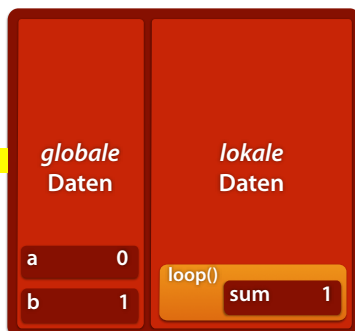 globale
Daten
a 0
b 1
lokale
Daten
loop()
sum 1